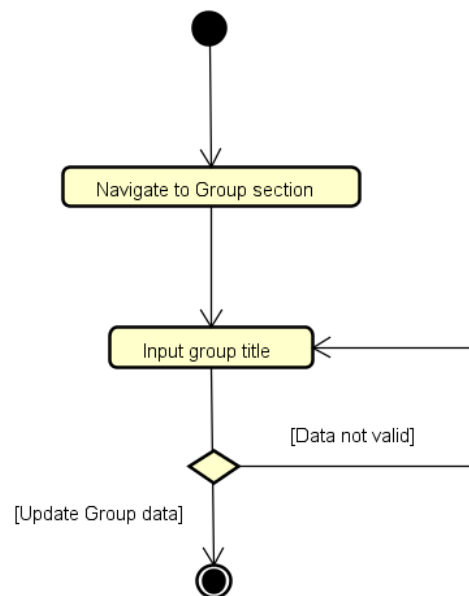 Navigate to Group section
Input group title
[Data not valid]
[Update Group data]